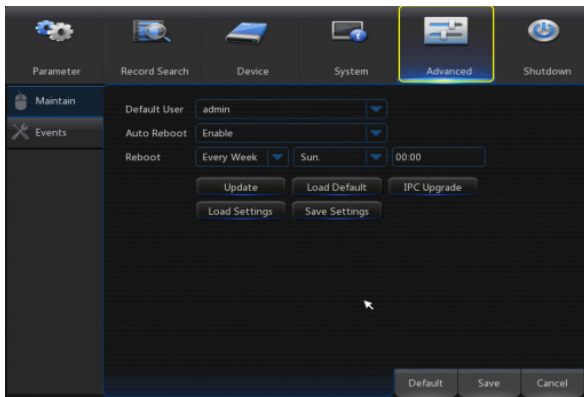 Parameter Record Search Device System Advanced Shutdown
Maintain
Events
Default User admin
Auto Reboot Enable
Reboot Every Week Sun. 00:00
Update Load Default IPC Upgrade
Load Settings Save Settings
Default Save Cancel